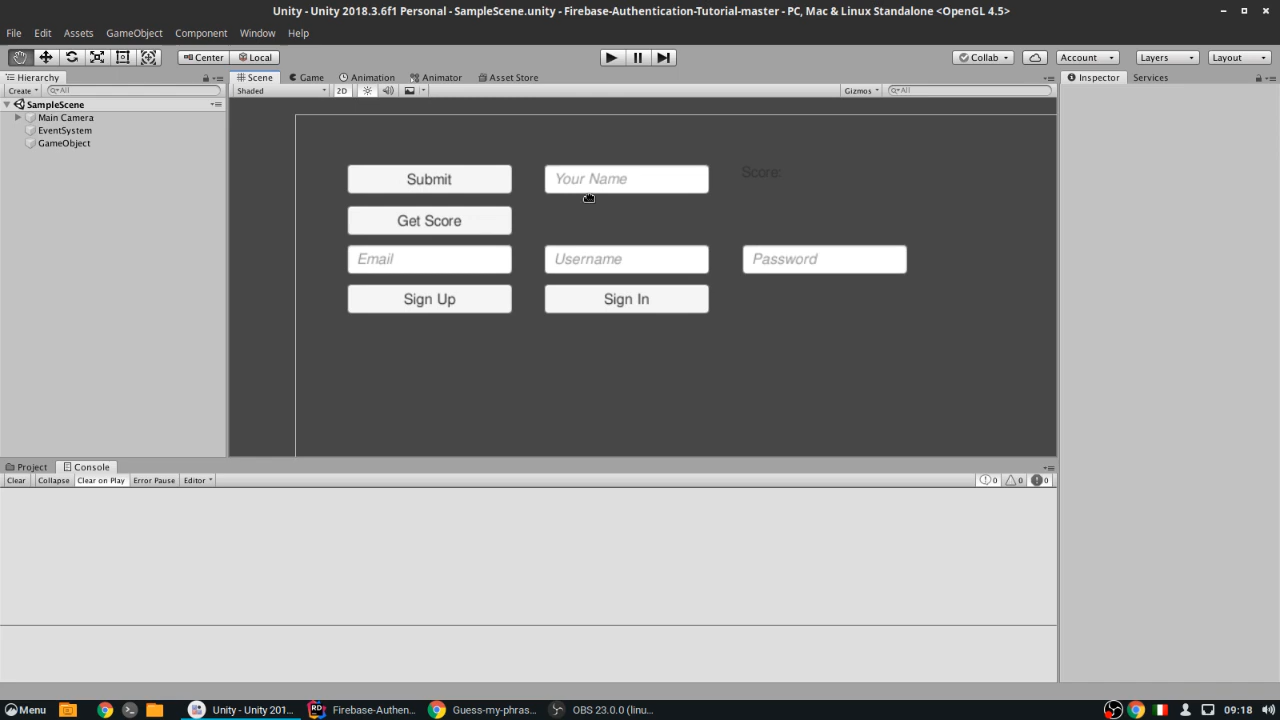 Unity - Unity 2018.3.6f1 Personal - SampleScene.unity - Firebase-Authentication-Tutorial-master - PC, Mac & Linux Standalone <OpenGL 4.5>
File Edit Assets GameObject Component Window Help
Center Local Collab Account Layers Layout
Hierarchy Scene Game Animation Animator Asset Store Inspector Services
Create All Shaded 2D Gizmos All
SampleScene
Main Camera
EventSystem
GameObject
Submit Your Name Score:
Get Score
Email Username Password
Sign Up Sign In
Project Console
Clear Collapse Clear on Play Error Pause Editor 0 0 0
Menu Unity - Unity 201... Firebase-Authen... Guess-my-phras... OBS 23.0.0 (linu... 09:18